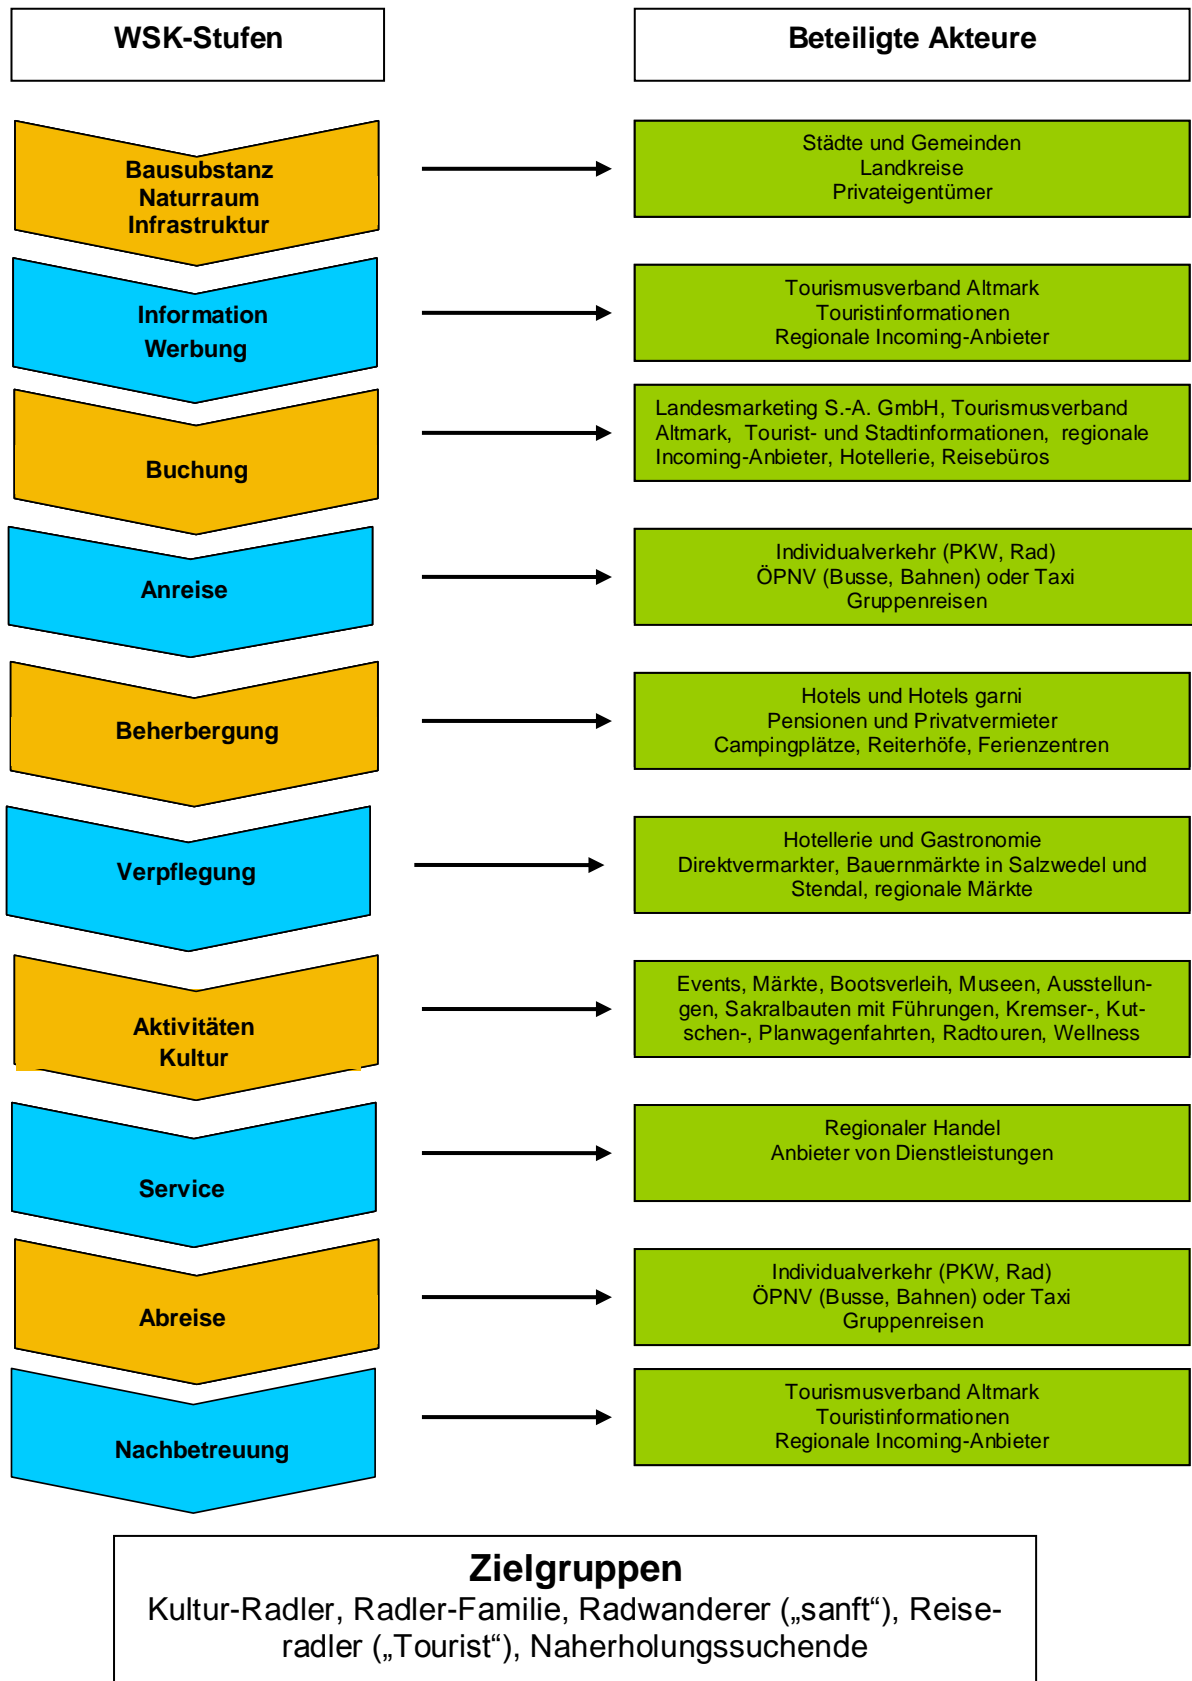 WSK-Stufen
Beteiligte Akteure
Bausubstanz
Naturraum
Infrastruktur
Städte und Gemeinden
Landkreise
Privateigentümer
Information
Werbung
Tourismusverband Altmark
Touristinformationen
Regionale Incoming-Anbieter
Buchung
Landesmarketing S.-A. GmbH, Tourismusverband
Altmark, Tourist- und Stadtinformationen, regionale
Incoming-Anbieter, Hotellerie, Reisebüros
Anreise
Individualverkehr (PKW, Rad)
ÖPNV (Busse, Bahnen) oder Taxi
Gruppenreisen
Beherbergung
Hotels und Hotels garni
Pensionen und Privatvermieter
Campingplätze, Reiterhöfe, Ferienzentren
Verpflegung
Hotellerie und Gastronomie
Direktvermarkter, Bauernmärkte in Salzwedel und
Stendal, regionale Märkte
Aktivitäten
Kultur
Events, Märkte, Bootsverleih, Museen, Ausstellun-
gen, Sakralbauten mit Führungen, Kremser-, Kut-
schen-, Planwagenfahrten, Radtouren, Wellness
Service
Regionaler Handel
Anbieter von Dienstleistungen
Abreise
Individualverkehr (PKW, Rad)
ÖPNV (Busse, Bahnen) oder Taxi
Gruppenreisen
Nachbetreuung
Tourismusverband Altmark
Touristinformationen
Regionale Incoming-Anbieter
Zielgruppen
Kultur-Radler, Radler-Familie, Radwanderer („sanft“), Reise-
radler („Tourist“), Naherholungssuchende